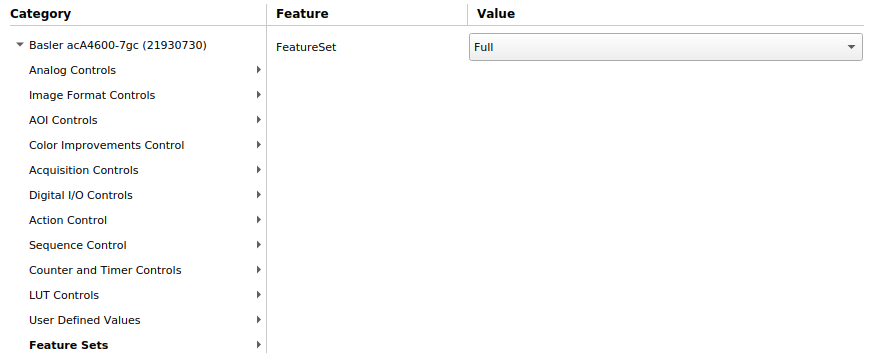 Category Feature Value
Basler acA4600-7gc (21930730)
FeatureSet Full
Analog Controls
Image Format Controls
AOI Controls
Color Improvements Control
Acquisition Controls
Digital I/O Controls
Action Control
Sequence Control
Counter and Timer Controls
LUT Controls
User Defined Values
Feature Sets